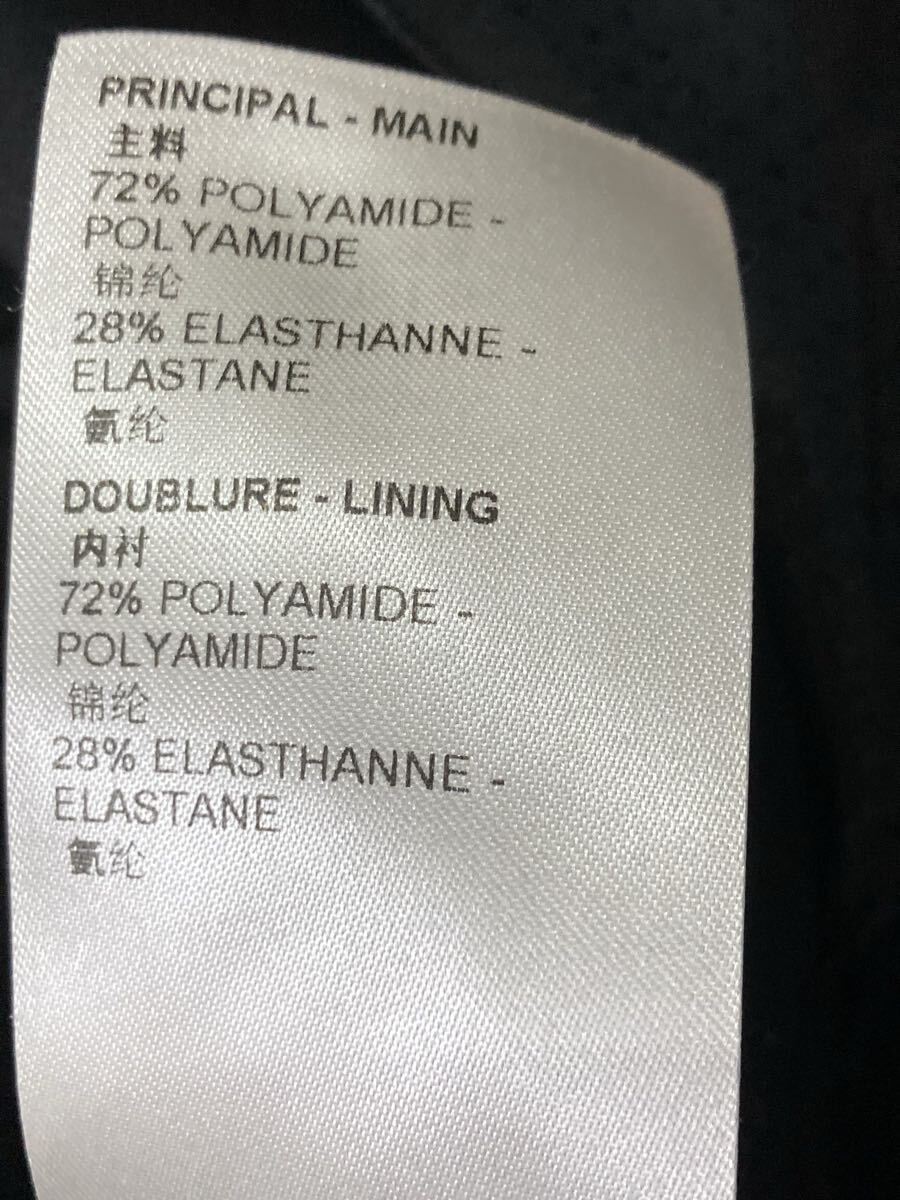 PRINCIPAL - MAIN
主料
72% POLYAMIDE -
POLYAMIDE
锦纶
28% ELASTHANNE -
ELASTANE
氨纶
DOUBLURE - LINING
内衬
72% POLYAMIDE -
POLYAMIDE
锦纶
28% ELASTHANNE -
ELASTANE
氨纶